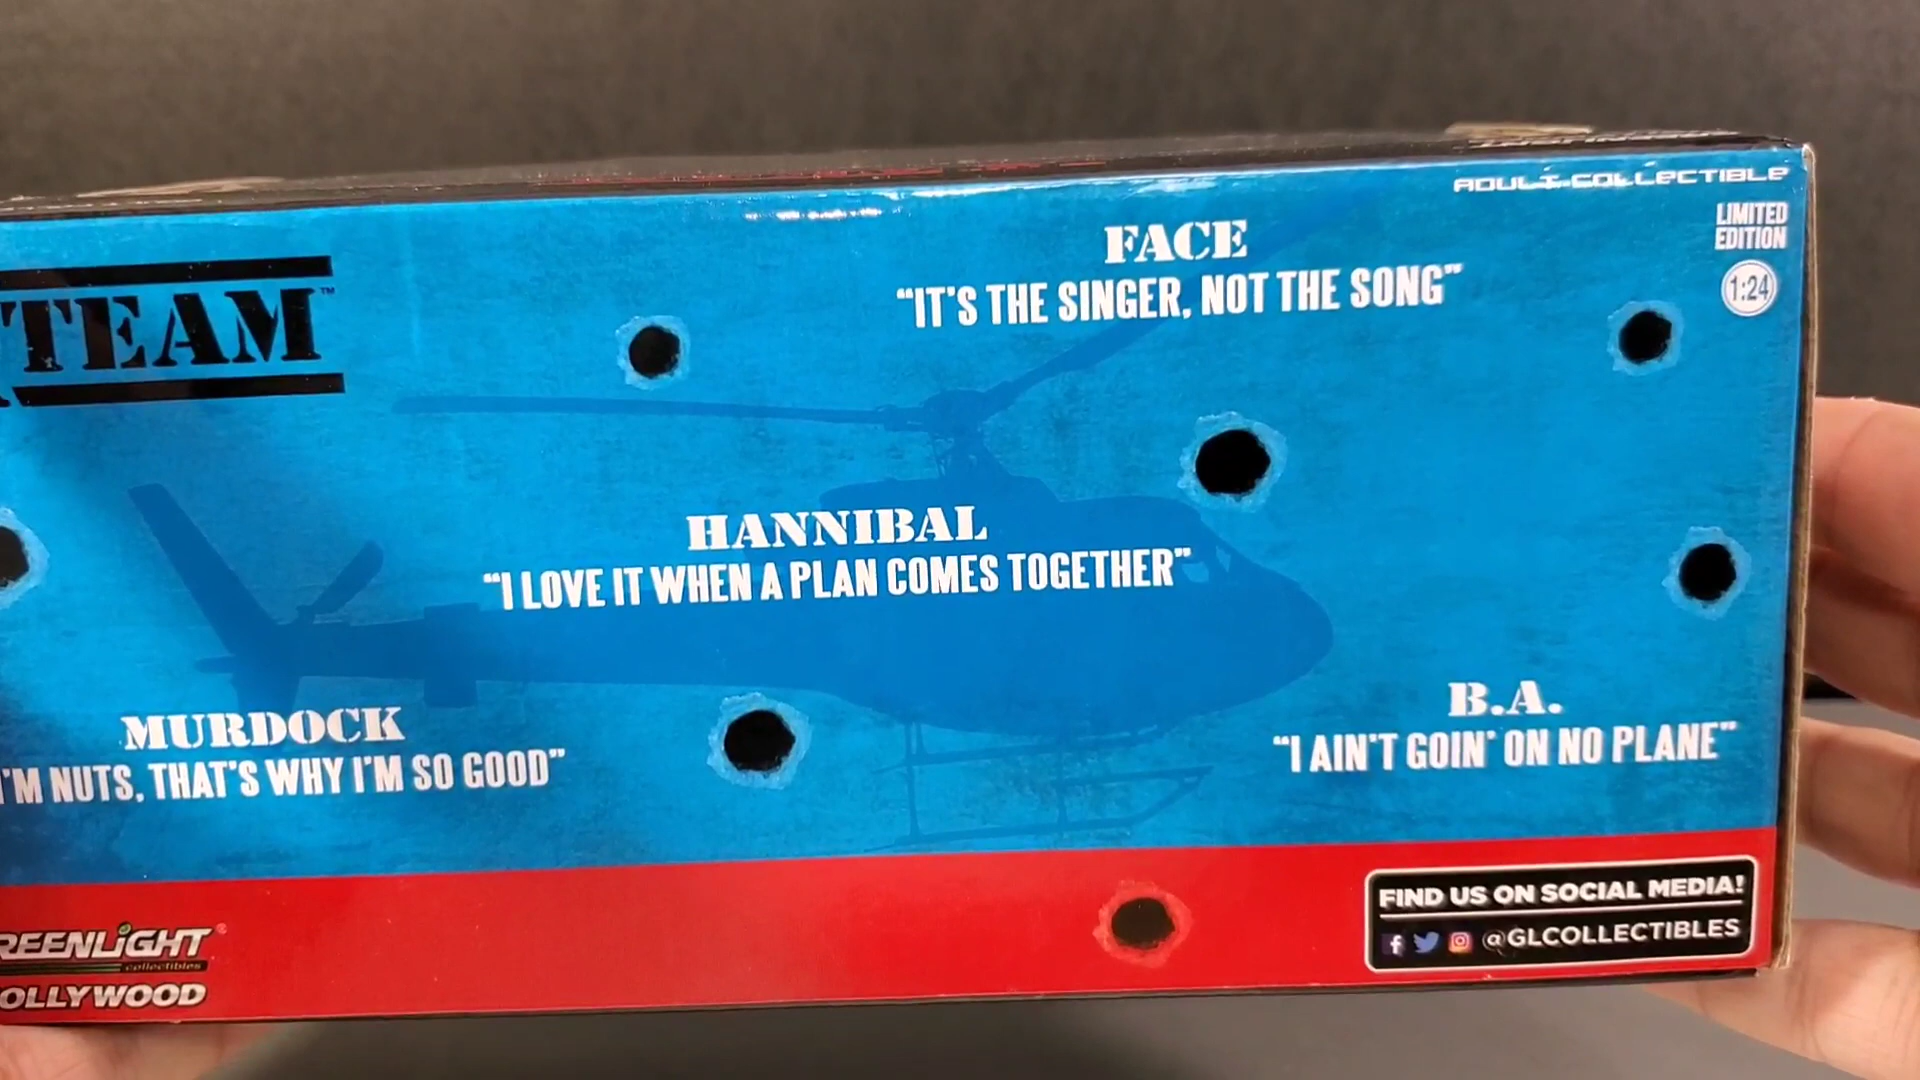 ADULT COLLECTIBLE
LIMITED
EDITION
1:24
TEAM™
FACE
“IT'S THE SINGER, NOT THE SONG”
HANNIBAL
“I LOVE IT WHEN A PLAN COMES TOGETHER”
MURDOCK
I'M NUTS, THAT'S WHY I'M SO GOOD”
B.A.
“I AIN'T GOIN' ON NO PLANE”
REENLIGHT®
collectibles
OLLYWOOD
FIND US ON SOCIAL MEDIA!
@GLCOLLECTIBLES